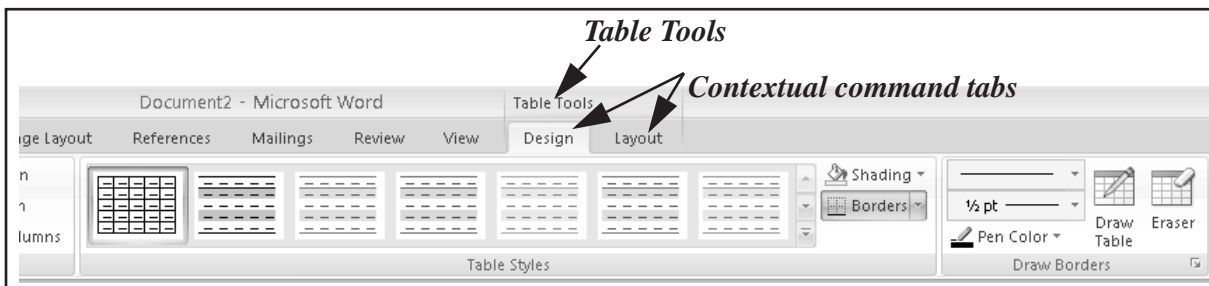 Table Tools
Contextual command tabs
Document2 - Microsoft Word
Table Tools
ge Layout References Mailings Review View Design Layout
n
Shading
½ pt
Borders
lumns
Pen Color
Draw Table
Eraser
Table Styles
Draw Borders